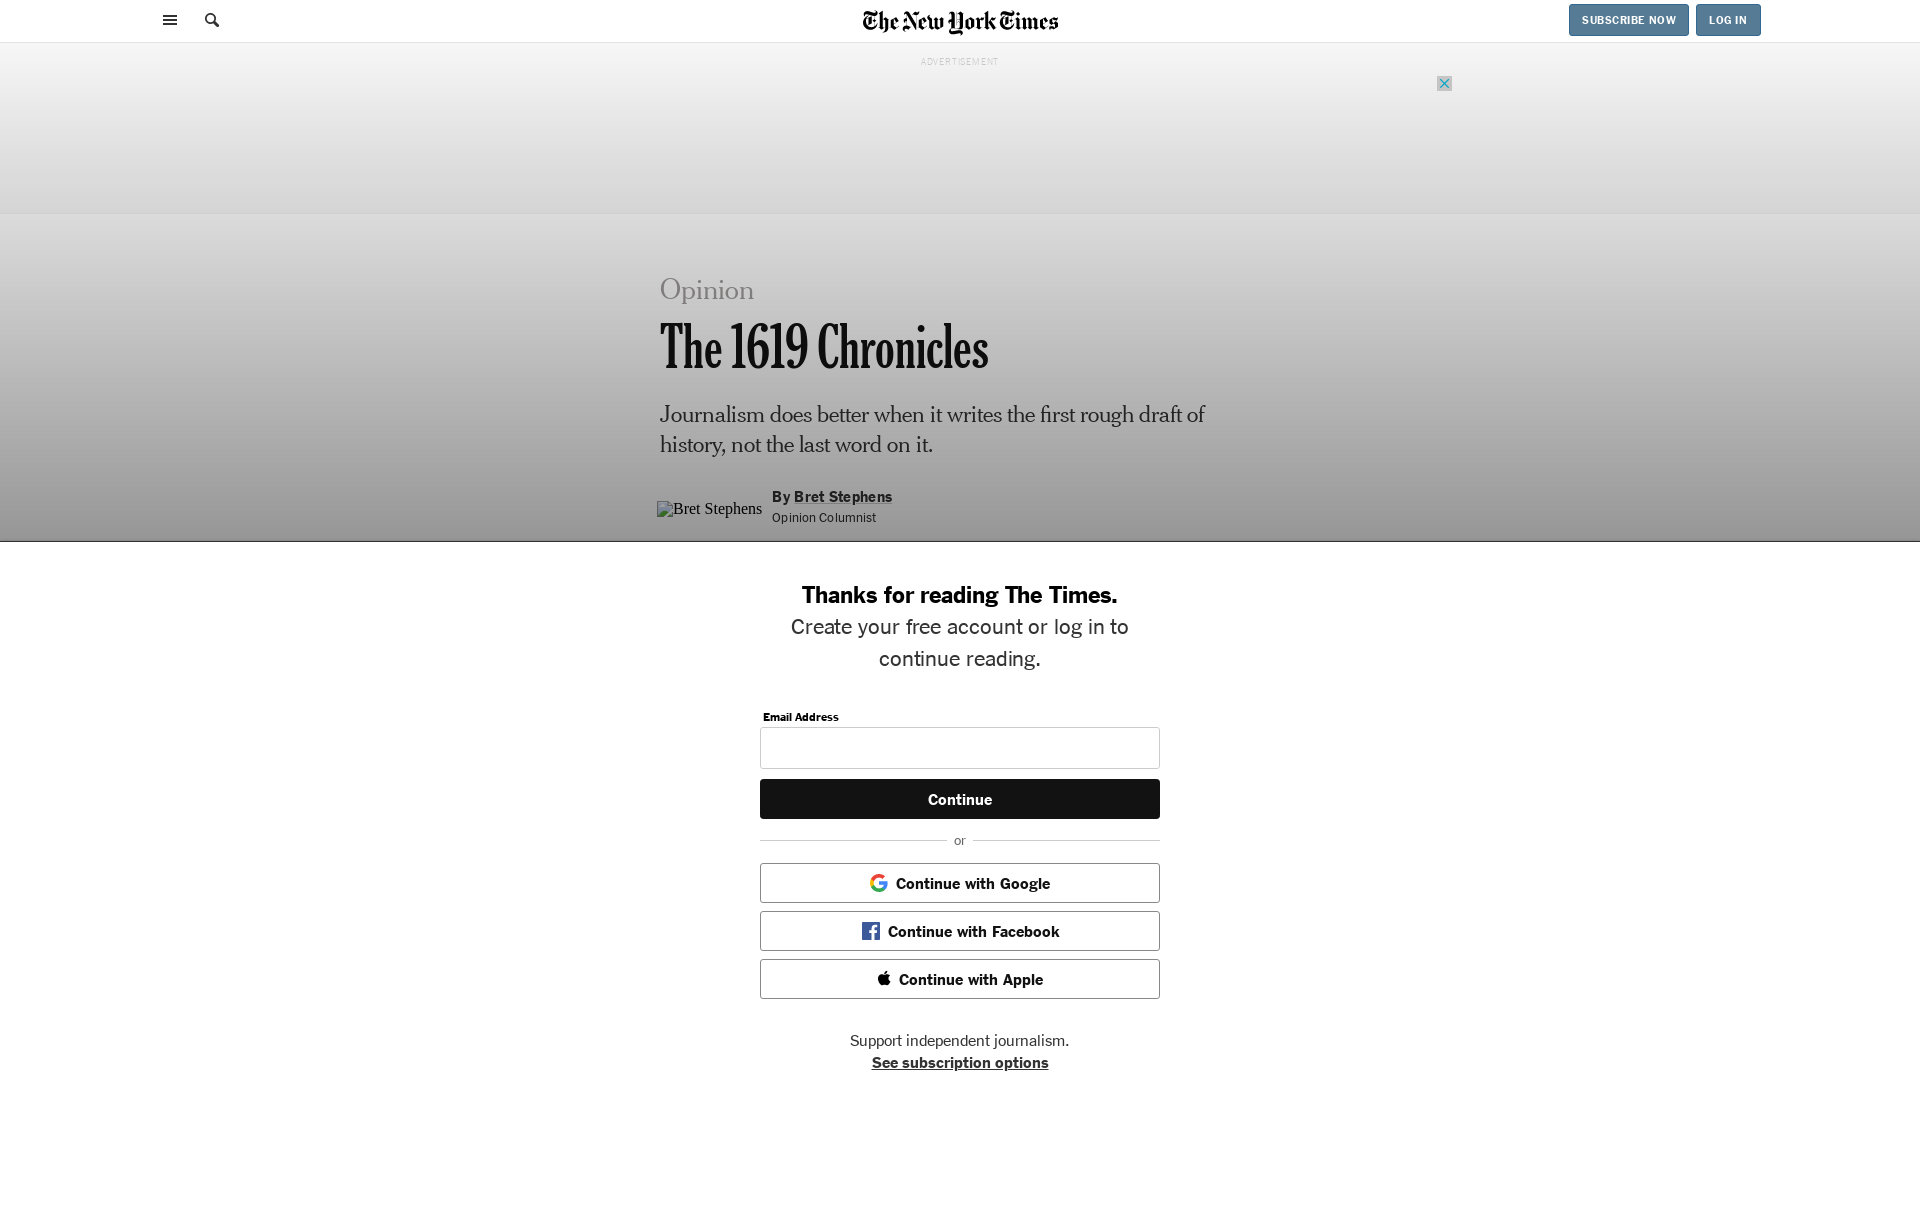 The New York Times
SUBSCRIBE NOW
LOG IN
ADVERTISEMENT
Opinion
The 1619 Chronicles
Journalism does better when it writes the first rough draft of
history, not the last word on it.
Bret Stephens
By Bret Stephens
Opinion Columnist
Thanks for reading The Times.
Create your free account or log in to
continue reading.
Email Address
Continue
or
Continue with Google
Continue with Facebook
Continue with Apple
Support independent journalism.
See subscription options